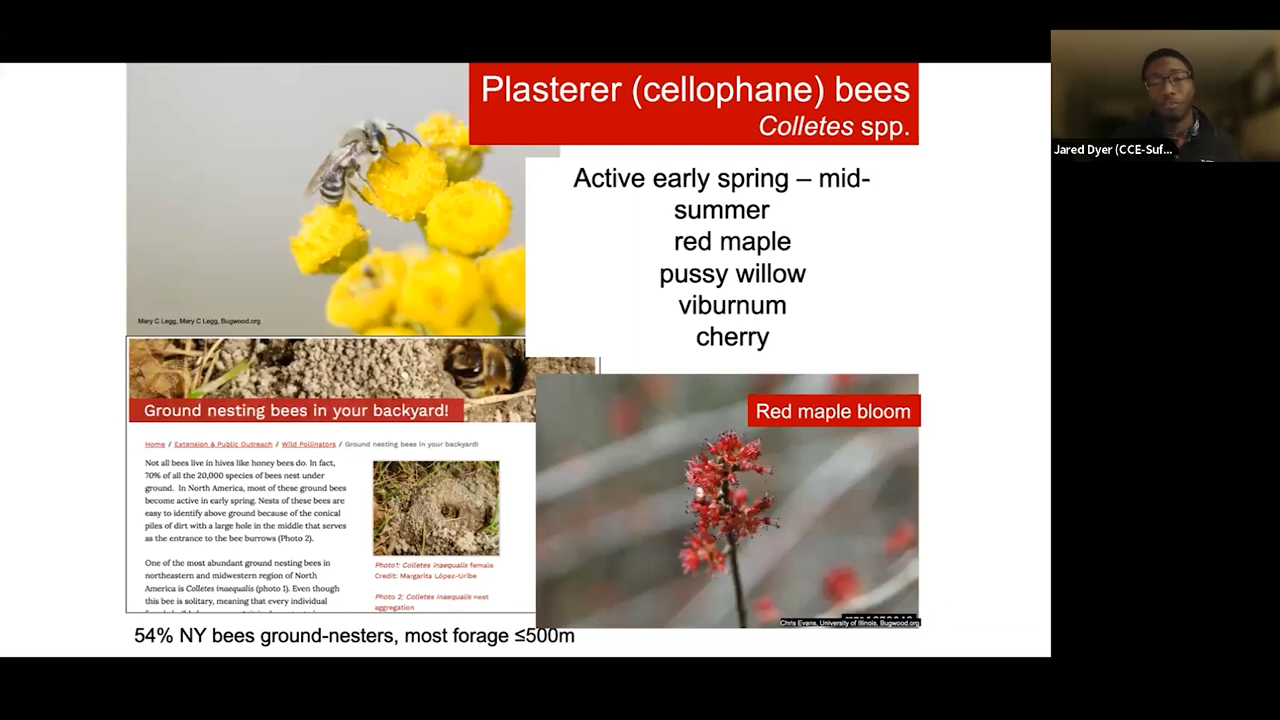 Plasterer (cellophane) bees
Colletes spp.
Active early spring – mid-
summer
red maple
pussy willow
viburnum
cherry
Mary C Legg, Mary C Legg, Bugwood.org
Ground nesting bees in your backyard!
Home / Extension & Public Outreach / Wild Pollinators / Ground nesting bees in your backyard!
Not all bees live in hives like honey bees do. In fact,
70% of all the 20,000 species of bees nest under
ground. In North America, most of these ground bees
become active in early spring. Nests of these bees are
easy to identify above ground because of the conical
piles of dirt with a large hole in the middle that serves
as the entrance to the bee burrows (Photo 2).
One of the most abundant ground nesting bees in
northeastern and midwestern region of North
America is Colletes inaequalis (photo 1). Even though
this bee is solitary, meaning that every individual
Photo1: Colletes inaequalis female
Credit: Margarita López-Uribe
Photo 2: Colletes inaequalis nest
aggregation
Red maple bloom
Chris Evans, University of Illinois, Bugwood.org
54% NY bees ground-nesters, most forage ≤500m
Jared Dyer (CCE-Suf...